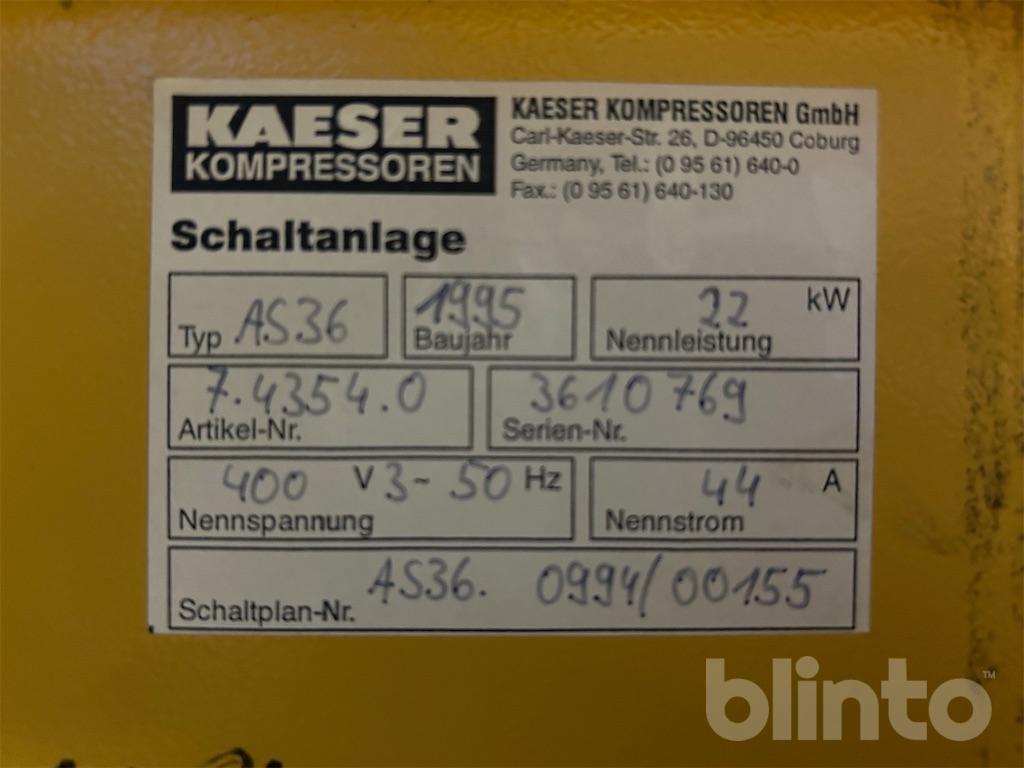 KAESER
KOMPRESSOREN
KAESER KOMPRESSOREN GmbH
Carl-Kaeser-Str. 26, D-96450 Coburg
Germany, Tel.: (0 95 61) 640-0
Fax.: (0 95 61) 640-130
Schaltanlage
Typ AS36
1995
Baujahr
22 kW
Nennleistung
7.4354.0
Artikel-Nr.
3610769
Serien-Nr.
400 V 3~ 50 Hz
Nennspannung
44 A
Nennstrom
Schaltplan-Nr. AS36. 0994/00155
blinto™